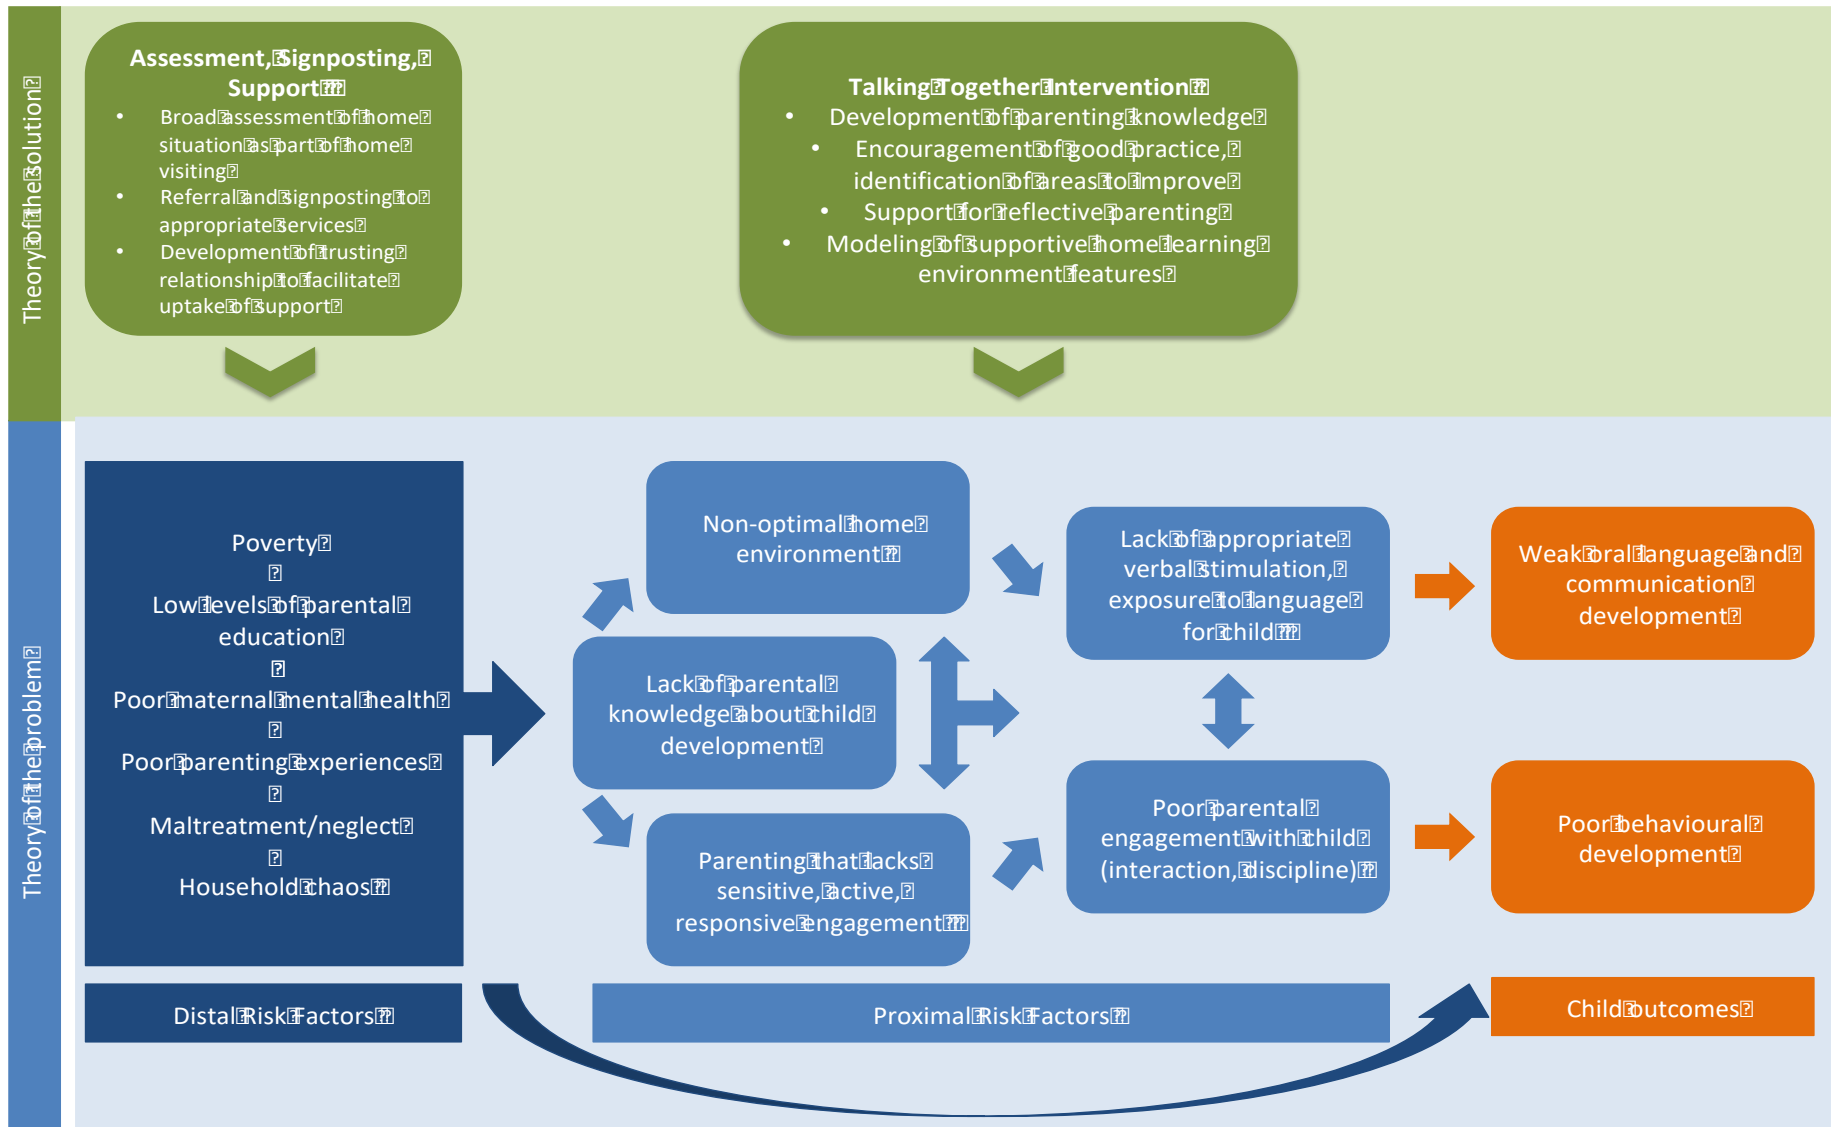 Theory of the solution
Assessment, Signposting,
Support
• Broad assessment of home
situation as part of home
visiting
• Referral and signposting to
appropriate services
• Development of trusting
relationship to facilitate
uptake of support
Talking Together Intervention
• Development of parenting knowledge
• Encouragement of good practice,
identification of areas to improve
• Support for reflective parenting
• Modeling of supportive home learning
environment features
Theory of the problem
Poverty
Low levels of parental
education
Poor maternal mental health
Poor parenting experiences
Maltreatment/neglect
Household chaos
Non-optimal home
environment
Lack of parental
knowledge about child
development
Parenting that lacks
sensitive, active,
responsive engagement
Lack of appropriate
verbal stimulation,
exposure to language
for child
Poor parental
engagement with child
(interaction, discipline)
Weak oral language and
communication
development
Poor behavioural
development
Distal Risk Factors
Proximal Risk Factors
Child outcomes